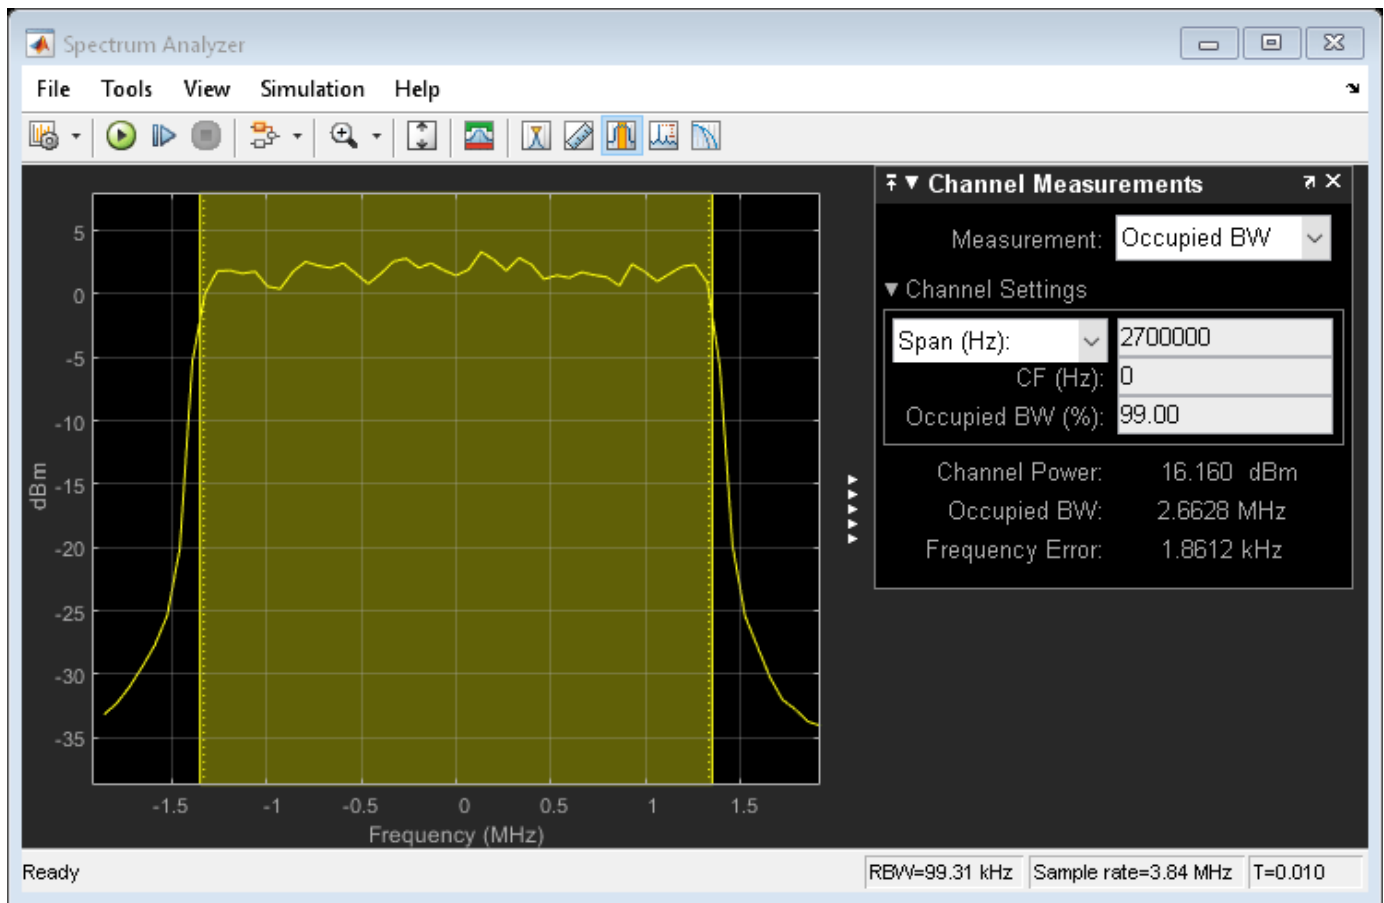 Spectrum Analyzer
File Tools View Simulation Help
Channel Measurements
Measurement: Occupied BW
Channel Settings
Span (Hz): 2700000
CF (Hz): 0
Occupied BW (%): 99.00
Channel Power: 16.160 dBm
Occupied BW: 2.6628 MHz
Frequency Error: 1.8612 kHz
5
0
-5
-10
-15
-20
-25
-30
-35
dBm
-1.5 -1 -0.5 0 0.5 1 1.5
Frequency (MHz)
Ready RBW=99.31 kHz Sample rate=3.84 MHz T=0.010